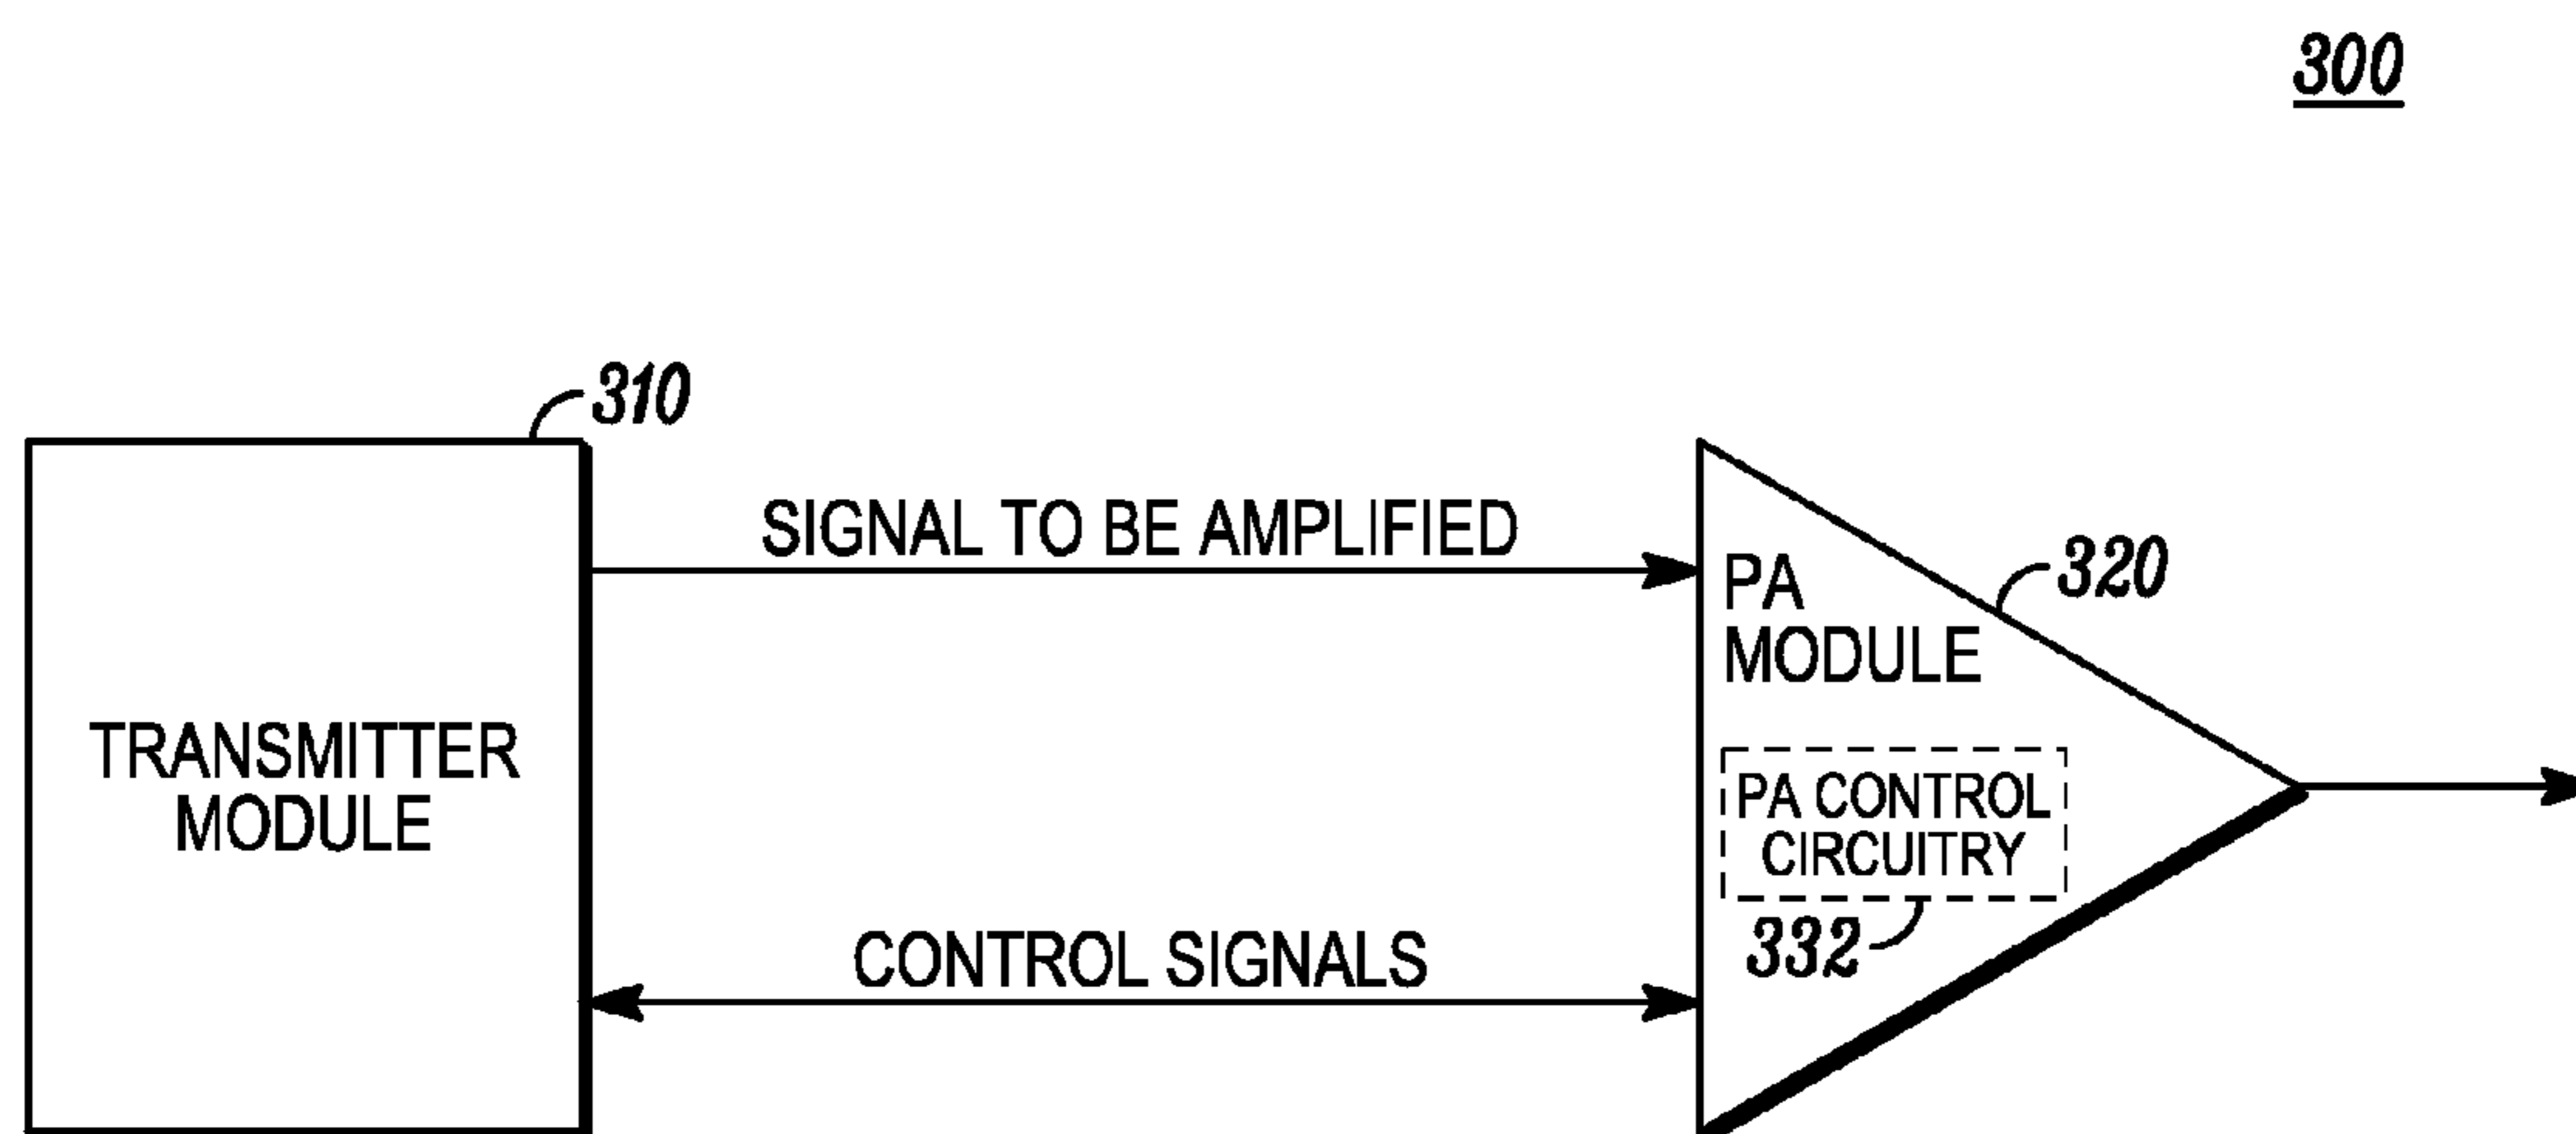 300
310
SIGNAL TO BE AMPLIFIED
PA
MODULE
320
TRANSMITTER
MODULE
PA CONTROL
CIRCUITRY
332
CONTROL SIGNALS